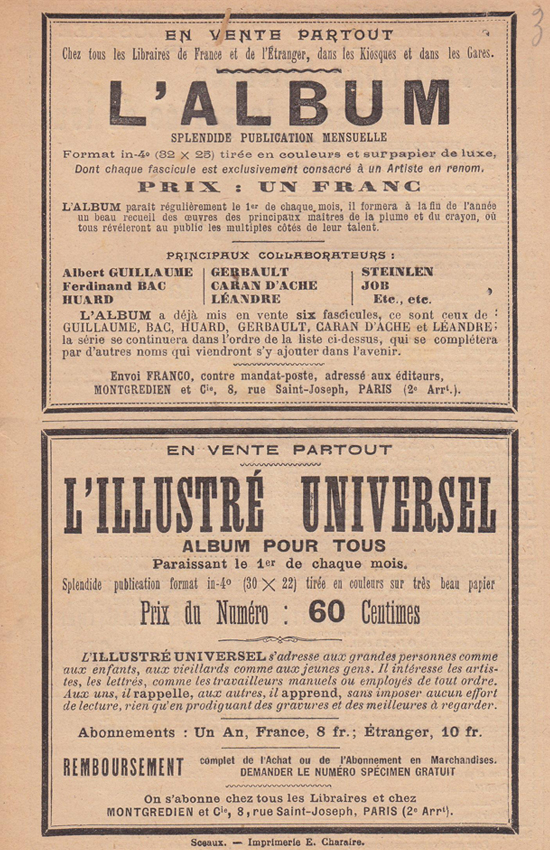 3
EN VENTE PARTOUT
Chez tous les Libraires de France et de l'Étranger, dans les Kiosques et dans les Gares.
L'ALBUM
SPLENDIDE PUBLICATION MENSUELLE
Format in-4º (32 × 25) tirée en couleurs et sur papier de luxe,
Dont chaque fascicule est exclusivement consacré à un Artiste en renom.
PRIX : UN FRANC
L'ALBUM parait régulièrement le 1er de chaque mois, il formera à la fin de l'année
un beau recueil des œuvres des principaux maîtres de la plume et du crayon, où
tous révéleront au public les multiples côtés de leur talent.
PRINCIPAUX COLLABORATEURS :
Albert GUILLAUME GERBAULT STEINLEN
Ferdinand BAC CARAN D'ACHE JOB
HUARD LÉANDRE Etc., etc.
L'ALBUM a déjà mis en vente six fascicules, ce sont ceux de
GUILLAUME, BAC, HUARD, GERBAULT, CARAN D'ACHE et LÉANDRE;
la série se continuera dans l'ordre de la liste ci-dessus, qui se complétera
par d'autres noms qui viendront s'y ajouter dans l'avenir.
Envoi FRANCO, contre mandat-poste, adressé aux éditeurs,
MONTGREDIEN et Cie, 8, rue Saint-Joseph, PARIS (2e Arrt.).
EN VENTE PARTOUT
L'ILLUSTRÉ UNIVERSEL
ALBUM POUR TOUS
Paraissant le 1er de chaque mois.
Splendide publication format in-4º (30 × 22) tirée en couleurs sur très beau papier
Prix du Numéro : 60 Centimes
L'ILLUSTRÉ UNIVERSEL s'adresse aux grandes personnes comme
aux enfants, aux vieillards comme aux jeunes gens. Il intéresse les artis-
tes, les lettrés, comme les travailleurs manuels ou employés de tout ordre.
Aux uns, il rappelle, aux autres, il apprend, sans imposer aucun effort
de lecture, rien qu'en prodiguant des gravures et des meilleures à regarder.
Abonnements : Un An, France, 8 fr.; Étranger, 10 fr.
REMBOURSEMENT complet de l'Achat ou de l'Abonnement en Marchandises.
DEMANDER LE NUMÉRO SPÉCIMEN GRATUIT
On s'abonne chez tous les Libraires et chez
MONTGREDIEN et Cie, 8, rue Saint-Joseph, PARIS (2e Arrt).
Sceaux. — Imprimerie E. Charaire.